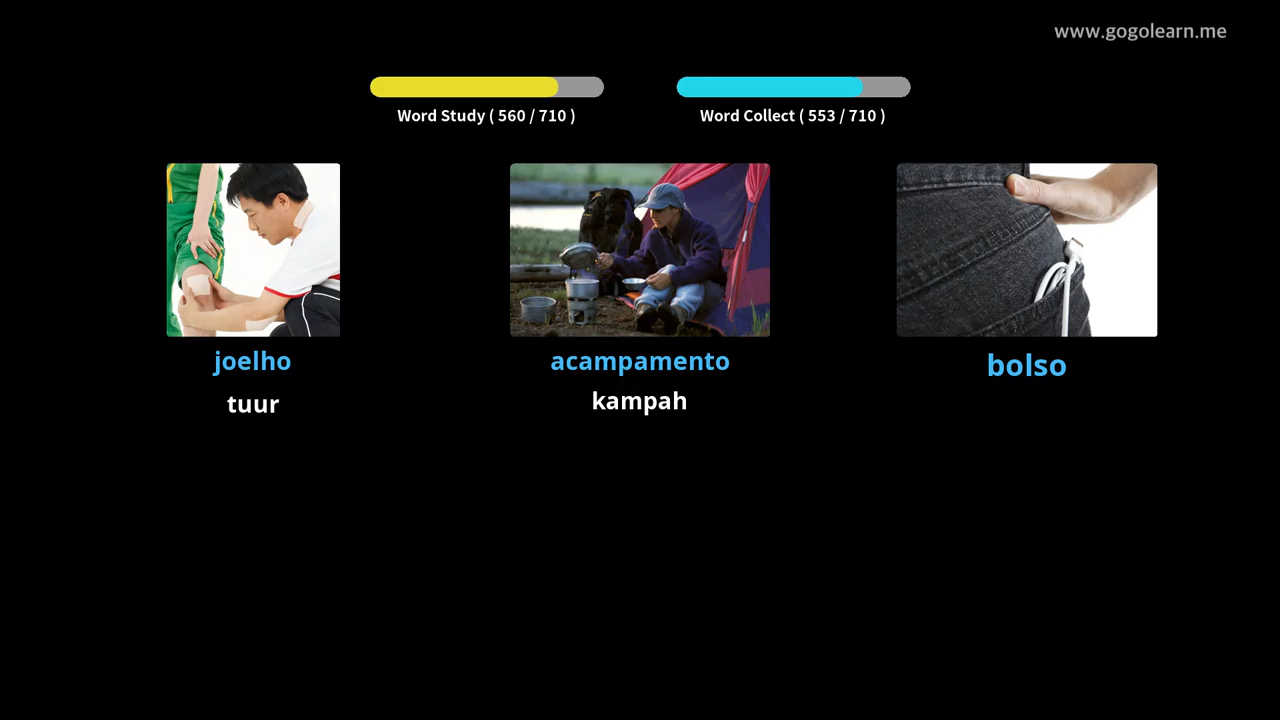 www.gogolearn.me
Word Study ( 560 / 710 )
Word Collect ( 553 / 710 )
joelho
tuur
acampamento
kampah
bolso